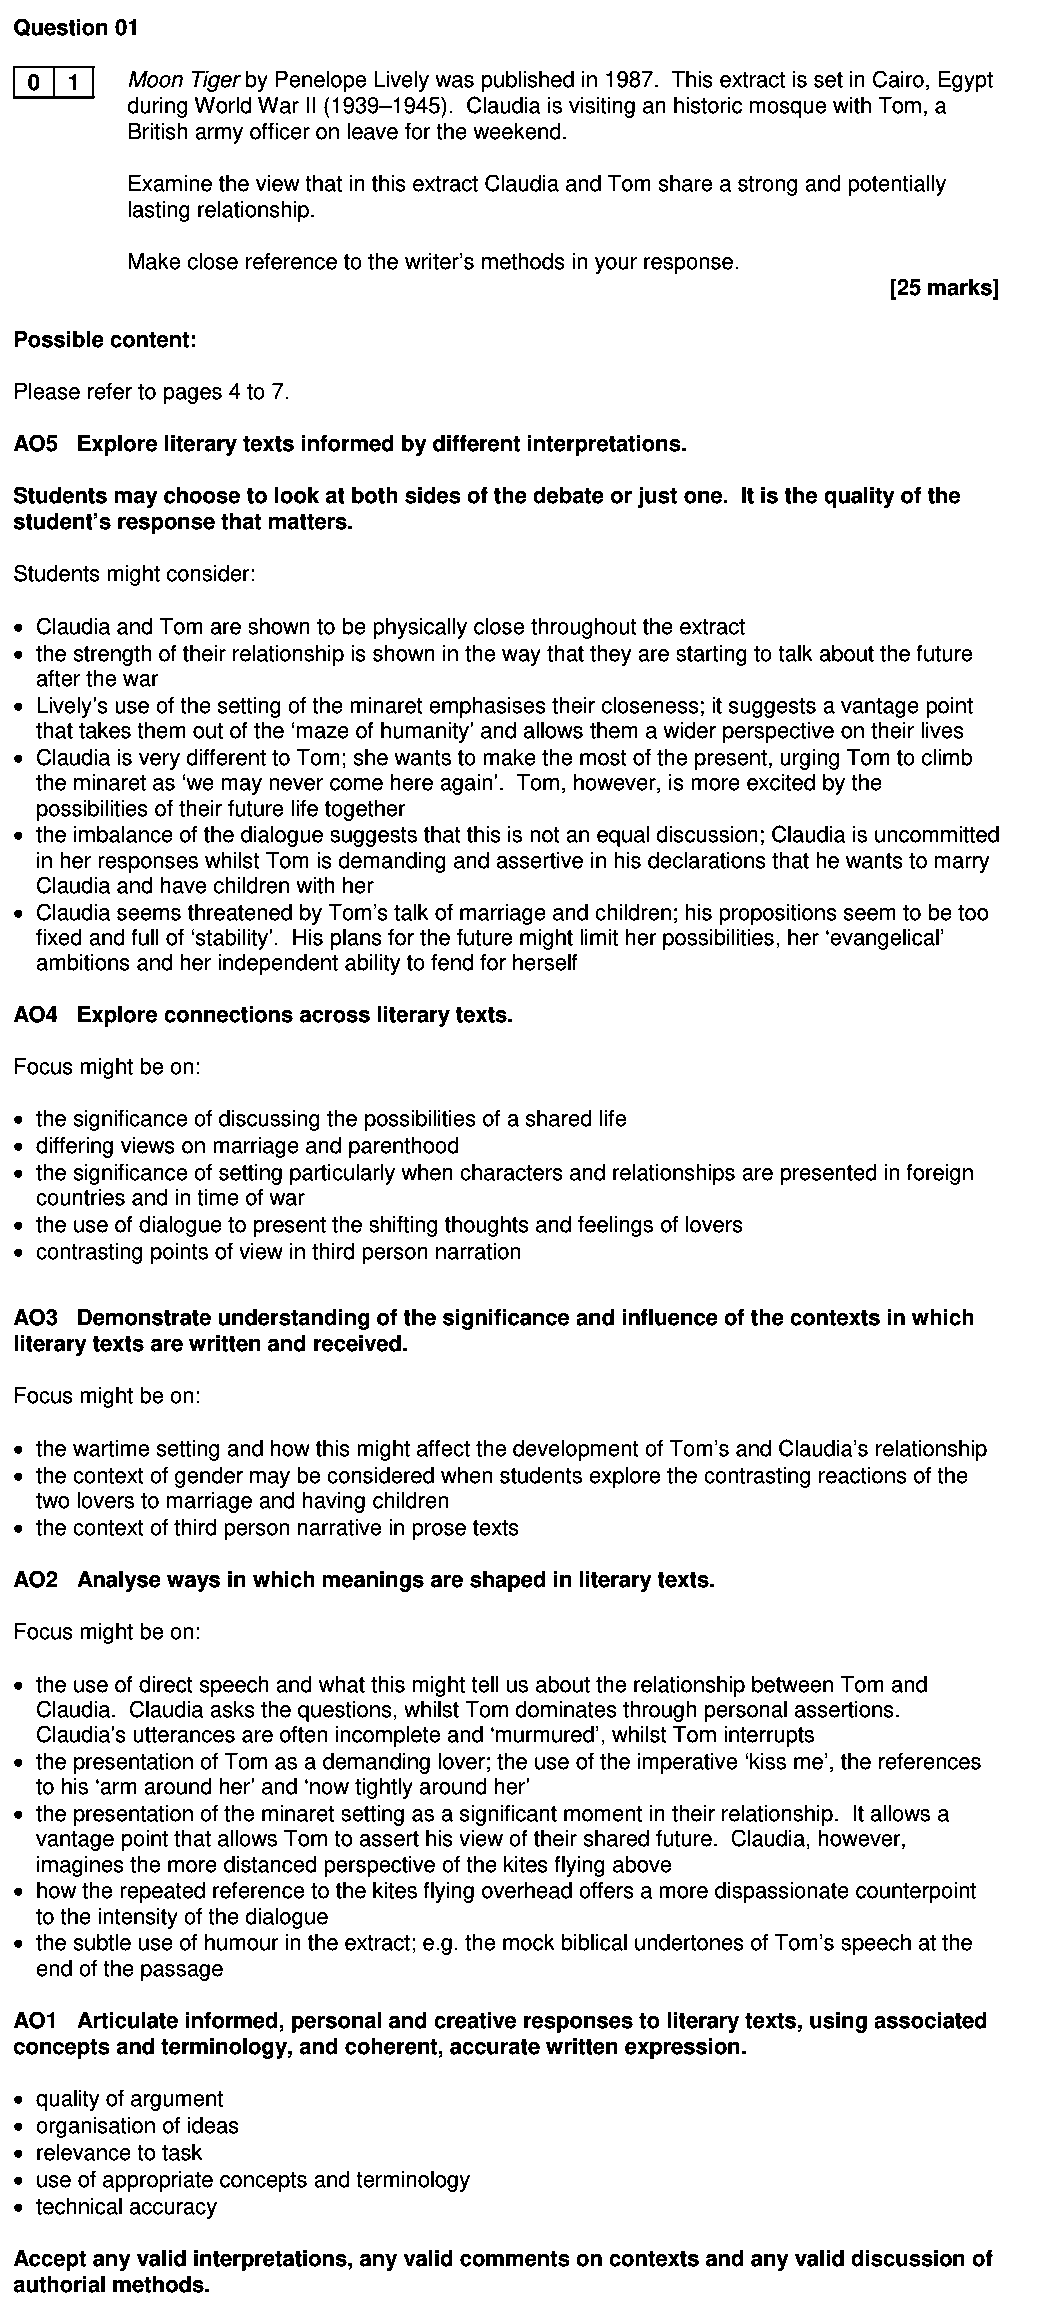 Question 01
0 1 Moon Tiger by Penelope Lively was published in 1987. This extract is set in Cairo, Egypt
during World War II (1939–1945). Claudia is visiting an historic mosque with Tom, a
British army officer on leave for the weekend.
Examine the view that in this extract Claudia and Tom share a strong and potentially
lasting relationship.
Make close reference to the writer's methods in your response.
[25 marks]
Possible content:
Please refer to pages 4 to 7.
AO5 Explore literary texts informed by different interpretations.
Students may choose to look at both sides of the debate or just one. It is the quality of the
student's response that matters.
Students might consider:
• Claudia and Tom are shown to be physically close throughout the extract
• the strength of their relationship is shown in the way that they are starting to talk about the future
after the war
• Lively's use of the setting of the minaret emphasises their closeness; it suggests a vantage point
that takes them out of the 'maze of humanity' and allows them a wider perspective on their lives
• Claudia is very different to Tom; she wants to make the most of the present, urging Tom to climb
the minaret as 'we may never come here again'. Tom, however, is more excited by the
possibilities of their future life together
• the imbalance of the dialogue suggests that this is not an equal discussion; Claudia is uncommitted
in her responses whilst Tom is demanding and assertive in his declarations that he wants to marry
Claudia and have children with her
• Claudia seems threatened by Tom's talk of marriage and children; his propositions seem to be too
fixed and full of 'stability'. His plans for the future might limit her possibilities, her 'evangelical'
ambitions and her independent ability to fend for herself
AO4 Explore connections across literary texts.
Focus might be on:
• the significance of discussing the possibilities of a shared life
• differing views on marriage and parenthood
• the significance of setting particularly when characters and relationships are presented in foreign
countries and in time of war
• the use of dialogue to present the shifting thoughts and feelings of lovers
• contrasting points of view in third person narration
AO3 Demonstrate understanding of the significance and influence of the contexts in which
literary texts are written and received.
Focus might be on:
• the wartime setting and how this might affect the development of Tom's and Claudia's relationship
• the context of gender may be considered when students explore the contrasting reactions of the
two lovers to marriage and having children
• the context of third person narrative in prose texts
AO2 Analyse ways in which meanings are shaped in literary texts.
Focus might be on:
• the use of direct speech and what this might tell us about the relationship between Tom and
Claudia. Claudia asks the questions, whilst Tom dominates through personal assertions.
Claudia's utterances are often incomplete and 'murmured', whilst Tom interrupts
• the presentation of Tom as a demanding lover; the use of the imperative 'kiss me', the references
to his 'arm around her' and 'now tightly around her'
• the presentation of the minaret setting as a significant moment in their relationship. It allows a
vantage point that allows Tom to assert his view of their shared future. Claudia, however,
imagines the more distanced perspective of the kites flying above
• how the repeated reference to the kites flying overhead offers a more dispassionate counterpoint
to the intensity of the dialogue
• the subtle use of humour in the extract; e.g. the mock biblical undertones of Tom's speech at the
end of the passage
AO1 Articulate informed, personal and creative responses to literary texts, using associated
concepts and terminology, and coherent, accurate written expression.
• quality of argument
• organisation of ideas
• relevance to task
• use of appropriate concepts and terminology
• technical accuracy
Accept any valid interpretations, any valid comments on contexts and any valid discussion of
authorial methods.